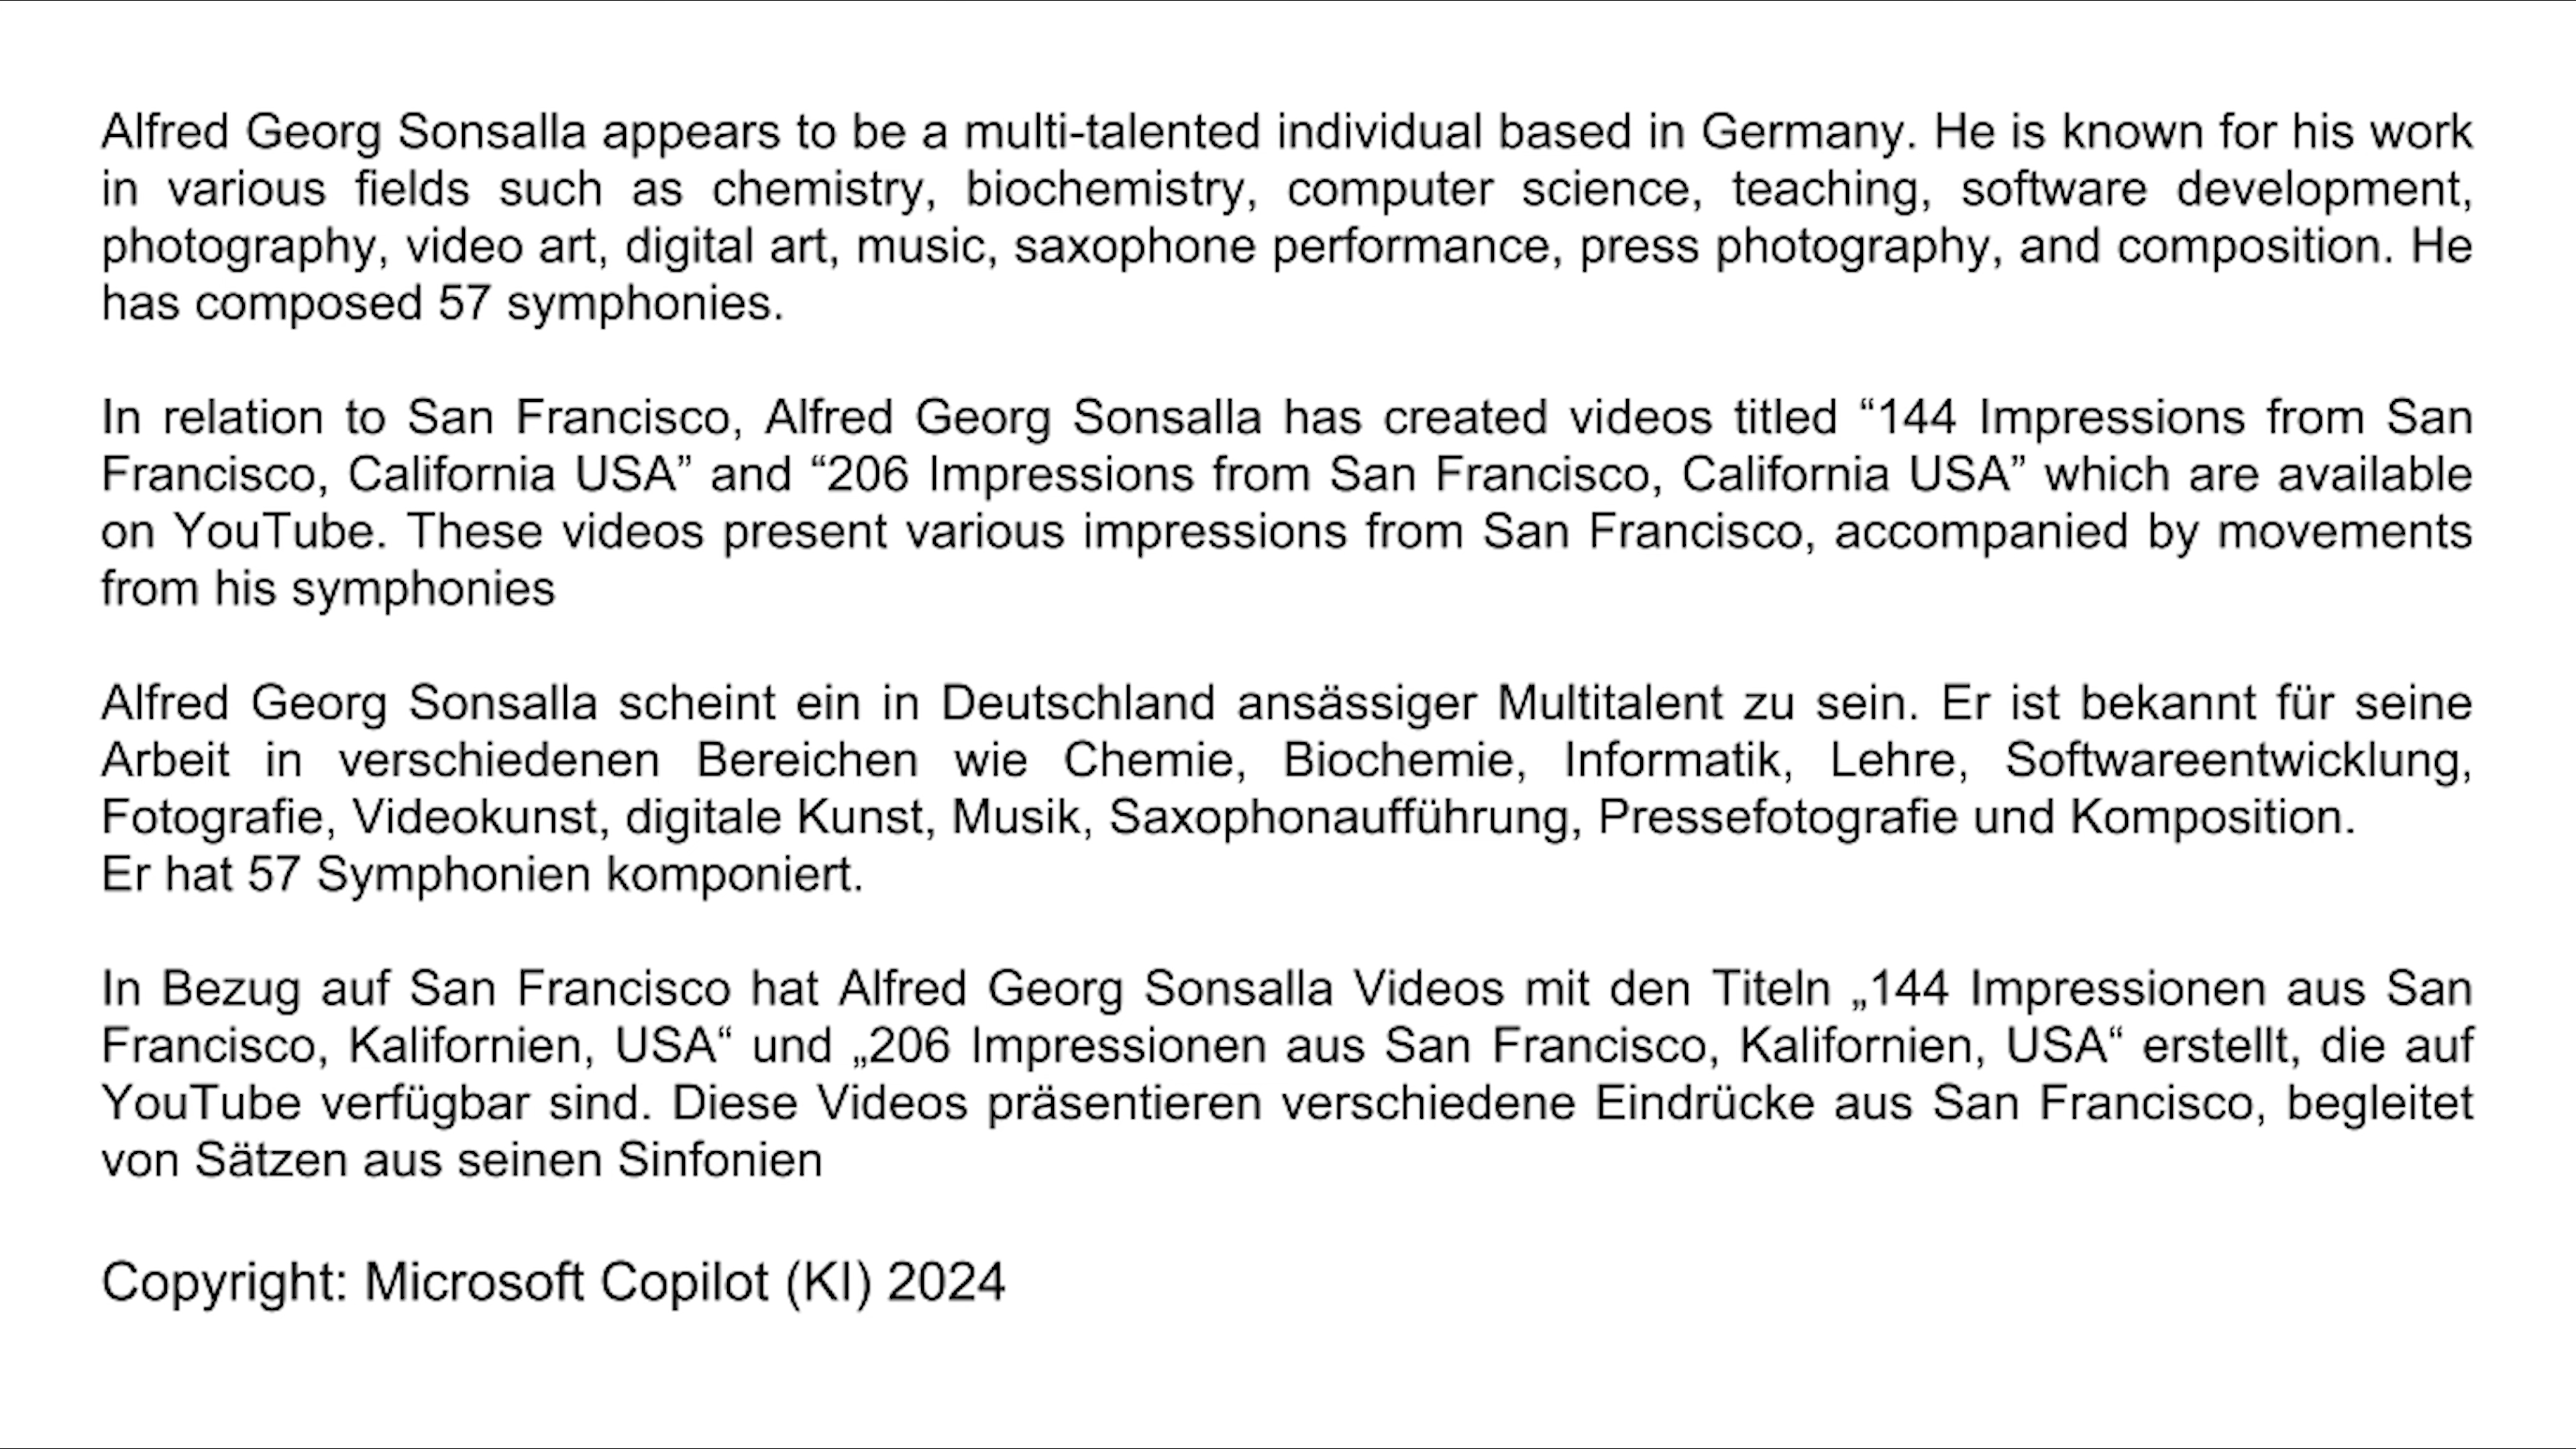 Alfred Georg Sonsalla appears to be a multi-talented individual based in Germany. He is known for his work
in various fields such as chemistry, biochemistry, computer science, teaching, software development,
photography, video art, digital art, music, saxophone performance, press photography, and composition. He
has composed 57 symphonies.
In relation to San Francisco, Alfred Georg Sonsalla has created videos titled “144 Impressions from San
Francisco, California USA” and “206 Impressions from San Francisco, California USA” which are available
on YouTube. These videos present various impressions from San Francisco, accompanied by movements
from his symphonies
Alfred Georg Sonsalla scheint ein in Deutschland ansässiger Multitalent zu sein. Er ist bekannt für seine
Arbeit in verschiedenen Bereichen wie Chemie, Biochemie, Informatik, Lehre, Softwareentwicklung,
Fotografie, Videokunst, digitale Kunst, Musik, Saxophonaufführung, Pressefotografie und Komposition.
Er hat 57 Symphonien komponiert.
In Bezug auf San Francisco hat Alfred Georg Sonsalla Videos mit den Titeln „144 Impressionen aus San
Francisco, Kalifornien, USA“ und „206 Impressionen aus San Francisco, Kalifornien, USA“ erstellt, die auf
YouTube verfügbar sind. Diese Videos präsentieren verschiedene Eindrücke aus San Francisco, begleitet
von Sätzen aus seinen Sinfonien
Copyright: Microsoft Copilot (KI) 2024